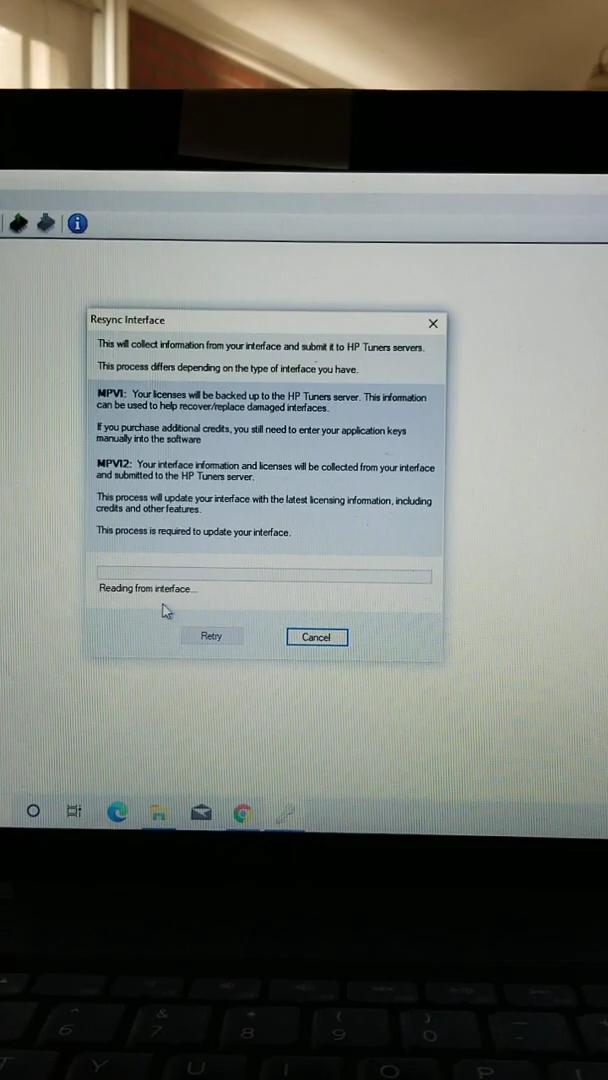 Resync Interface
This will collect information from your interface and submit it to HP Tuners servers.
This process differs depending on the type of interface you have.
MPVI: Your licenses will be backed up to the HP Tuners server. This information
can be used to help recover/replace damaged interfaces.
If you purchase additional credits, you still need to enter your application keys
manually into the software
MPVI2: Your interface information and licenses will be collected from your interface
and submitted to the HP Tuners server.
This process will update your interface with the latest licensing information, including
credits and other features.
This process is required to update your interface.
Reading from interface...
Retry
Cancel
^ & * ( )
6 7 8 9 0
T Y U I O P